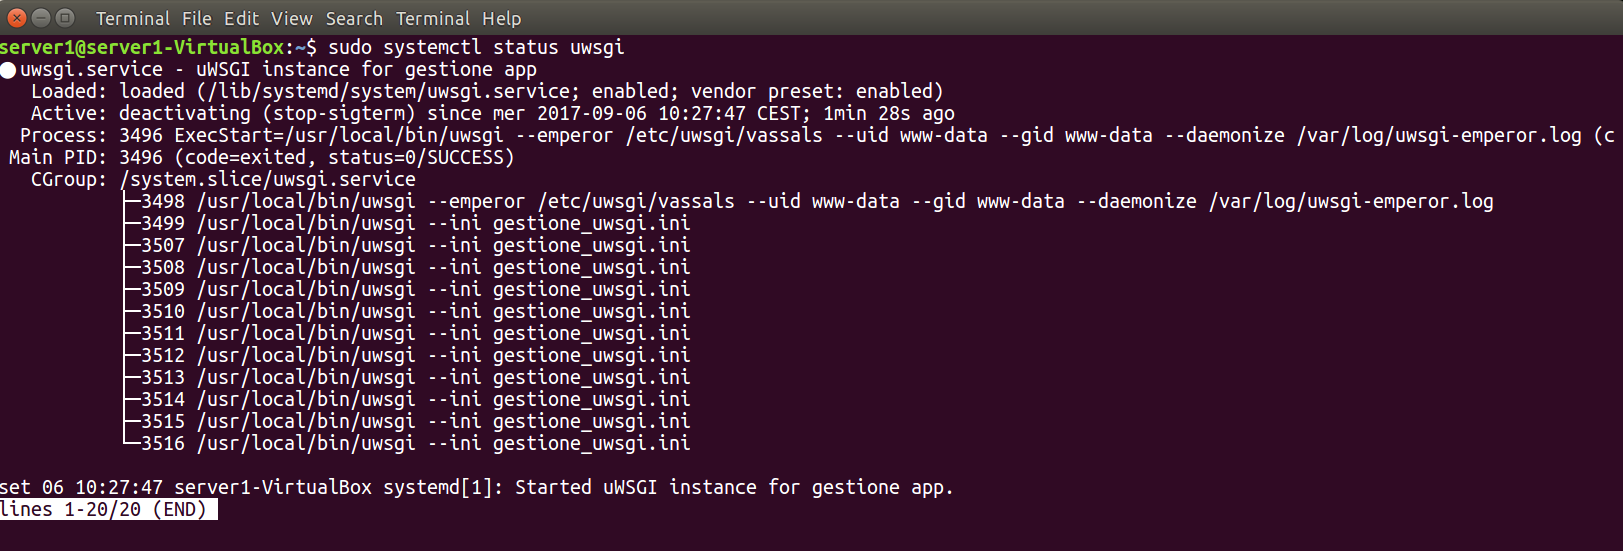 Terminal File Edit View Search Terminal Help
server1@server1-VirtualBox:~$ sudo systemctl status uwsgi
● uwsgi.service - uWSGI instance for gestione app
   Loaded: loaded (/lib/systemd/system/uwsgi.service; enabled; vendor preset: enabled)
   Active: deactivating (stop-sigterm) since mer 2017-09-06 10:27:47 CEST; 1min 28s ago
  Process: 3496 ExecStart=/usr/local/bin/uwsgi --emperor /etc/uwsgi/vassals --uid www-data --gid www-data --daemonize /var/log/uwsgi-emperor.log (c
 Main PID: 3496 (code=exited, status=0/SUCCESS)
   CGroup: /system.slice/uwsgi.service
           ├─3498 /usr/local/bin/uwsgi --emperor /etc/uwsgi/vassals --uid www-data --gid www-data --daemonize /var/log/uwsgi-emperor.log
           ├─3499 /usr/local/bin/uwsgi --ini gestione_uwsgi.ini
           ├─3507 /usr/local/bin/uwsgi --ini gestione_uwsgi.ini
           ├─3508 /usr/local/bin/uwsgi --ini gestione_uwsgi.ini
           ├─3509 /usr/local/bin/uwsgi --ini gestione_uwsgi.ini
           ├─3510 /usr/local/bin/uwsgi --ini gestione_uwsgi.ini
           ├─3511 /usr/local/bin/uwsgi --ini gestione_uwsgi.ini
           ├─3512 /usr/local/bin/uwsgi --ini gestione_uwsgi.ini
           ├─3513 /usr/local/bin/uwsgi --ini gestione_uwsgi.ini
           ├─3514 /usr/local/bin/uwsgi --ini gestione_uwsgi.ini
           ├─3515 /usr/local/bin/uwsgi --ini gestione_uwsgi.ini
           └─3516 /usr/local/bin/uwsgi --ini gestione_uwsgi.ini

set 06 10:27:47 server1-VirtualBox systemd[1]: Started uWSGI instance for gestione app.
lines 1-20/20 (END)